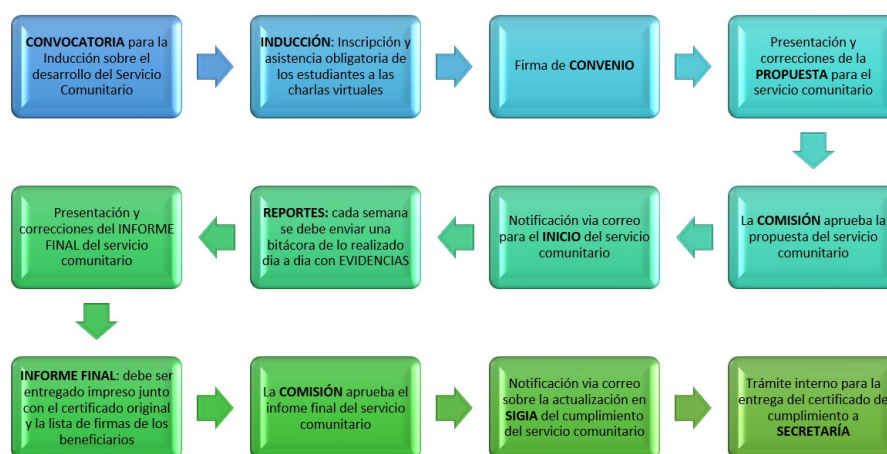 CONVOCATORIA para la
Inducción sobre el
desarrollo del Servicio
Comunitario
INDUCCIÓN: Inscripción y
asistencia obligatoria de
los estudiantes a las
charlas virtuales
Firma de CONVENIO
Presentación y
correcciones de la
PROPUESTA para el
servicio comunitario
La COMISIÓN aprueba la
propuesta del servicio
comunitario
Notificación via correo
para el INICIO del servicio
comunitario
REPORTES: cada semana
se debe enviar una
bitácora de lo realizado
dia a dia con EVIDENCIAS
Presentación y
correcciones del INFORME
FINAL del servicio
comunitario
INFORME FINAL: debe ser
entregado impreso junto
con el certificado original
y la lista de firmas de los
beneficiarios
La COMISIÓN aprueba el
infome final del servicio
comunitario
Notificación via correo
sobre la actualización en
SIGIA del cumplimiento
del servicio comunitario
Trámite interno para la
entrega del certificado de
cumplimiento a
SECRETARÍA